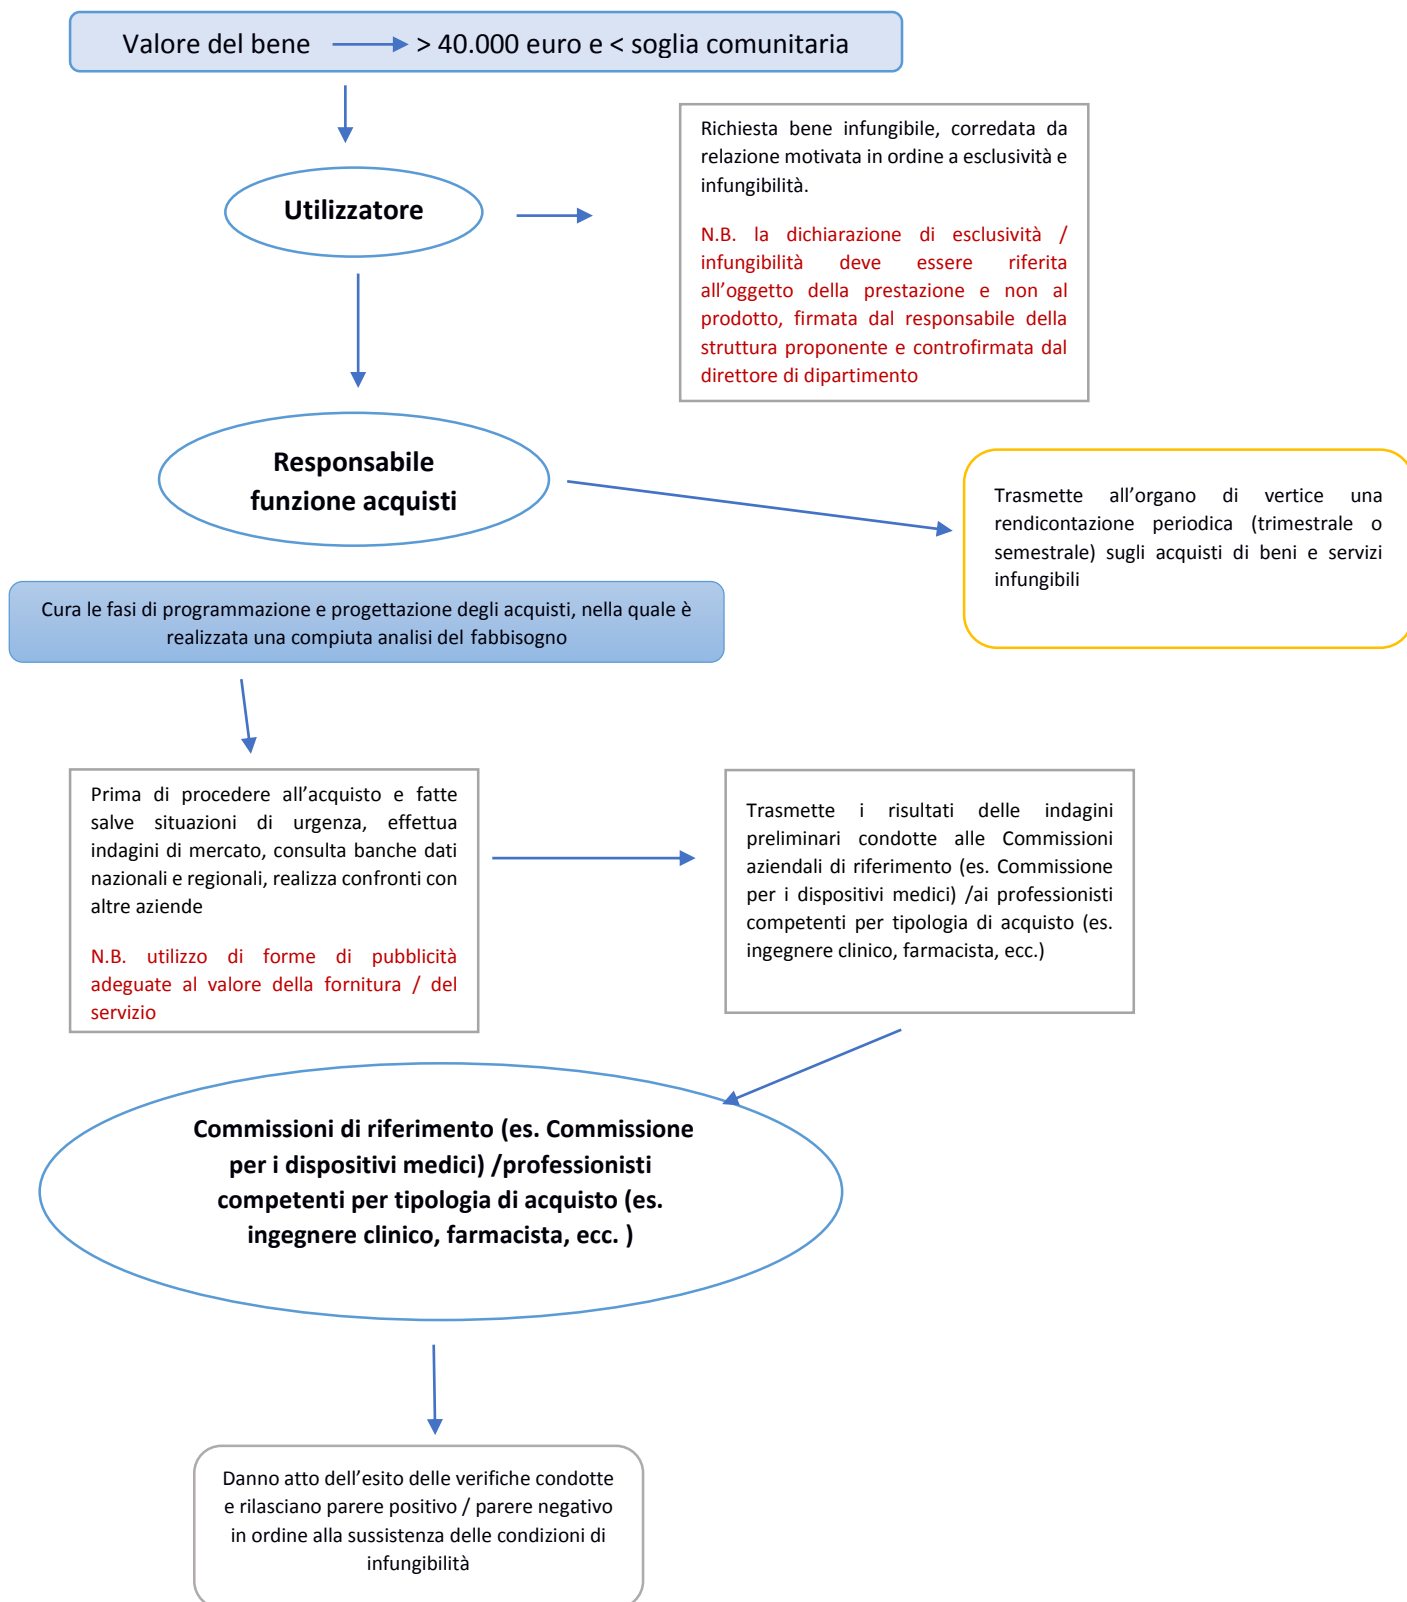 Valore del bene > 40.000 euro e < soglia comunitaria
Richiesta bene infungibile, corredata da
relazione motivata in ordine a esclusività e
infungibilità.
N.B. la dichiarazione di esclusività /
infungibilità deve essere riferita
all’oggetto della prestazione e non al
prodotto, firmata dal responsabile della
struttura proponente e controfirmata dal
direttore di dipartimento
Utilizzatore
Responsabile
funzione acquisti
Trasmette all’organo di vertice una
rendicontazione periodica (trimestrale o
semestrale) sugli acquisti di beni e servizi
infungibili
Cura le fasi di programmazione e progettazione degli acquisti, nella quale è
realizzata una compiuta analisi del fabbisogno
Prima di procedere all’acquisto e fatte
salve situazioni di urgenza, effettua
indagini di mercato, consulta banche dati
nazionali e regionali, realizza confronti con
altre aziende
N.B. utilizzo di forme di pubblicità
adeguate al valore della fornitura / del
servizio
Trasmette i risultati delle indagini
preliminari condotte alle Commissioni
aziendali di riferimento (es. Commissione
per i dispositivi medici) /ai professionisti
competenti per tipologia di acquisto (es.
ingegnere clinico, farmacista, ecc.)
Commissioni di riferimento (es. Commissione
per i dispositivi medici) /professionisti
competenti per tipologia di acquisto (es.
ingegnere clinico, farmacista, ecc. )
Danno atto dell’esito delle verifiche condotte
e rilasciano parere positivo / parere negativo
in ordine alla sussistenza delle condizioni di
infungibilità